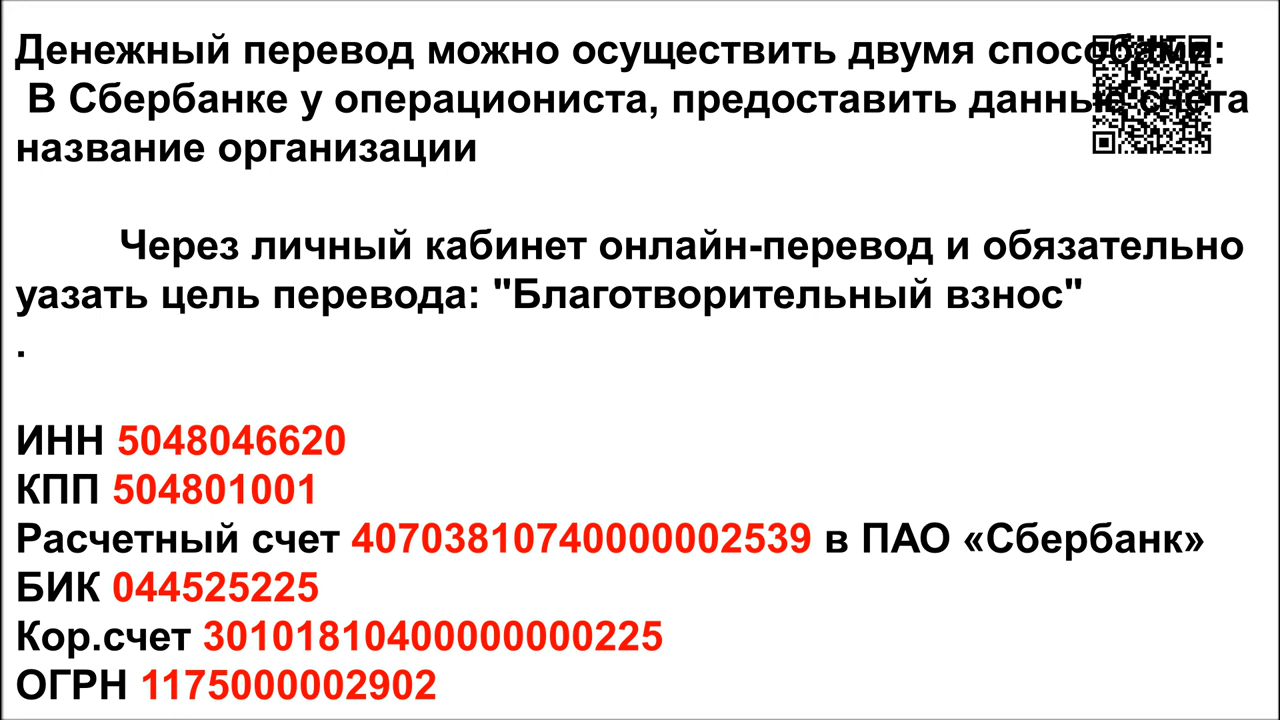 Денежный перевод можно осуществить двумя способами:
В Сбербанке у операциониста, предоставить данные счета
название организации
Через личный кабинет онлайн-перевод и обязательно
уазать цель перевода: "Благотворительный взнос"
.
ИНН 5048046620
КПП 504801001
Расчетный счет 40703810740000002539 в ПАО «Сбербанк»
БИК 044525225
Кор.счет 30101810400000000225
ОГРН 1175000002902